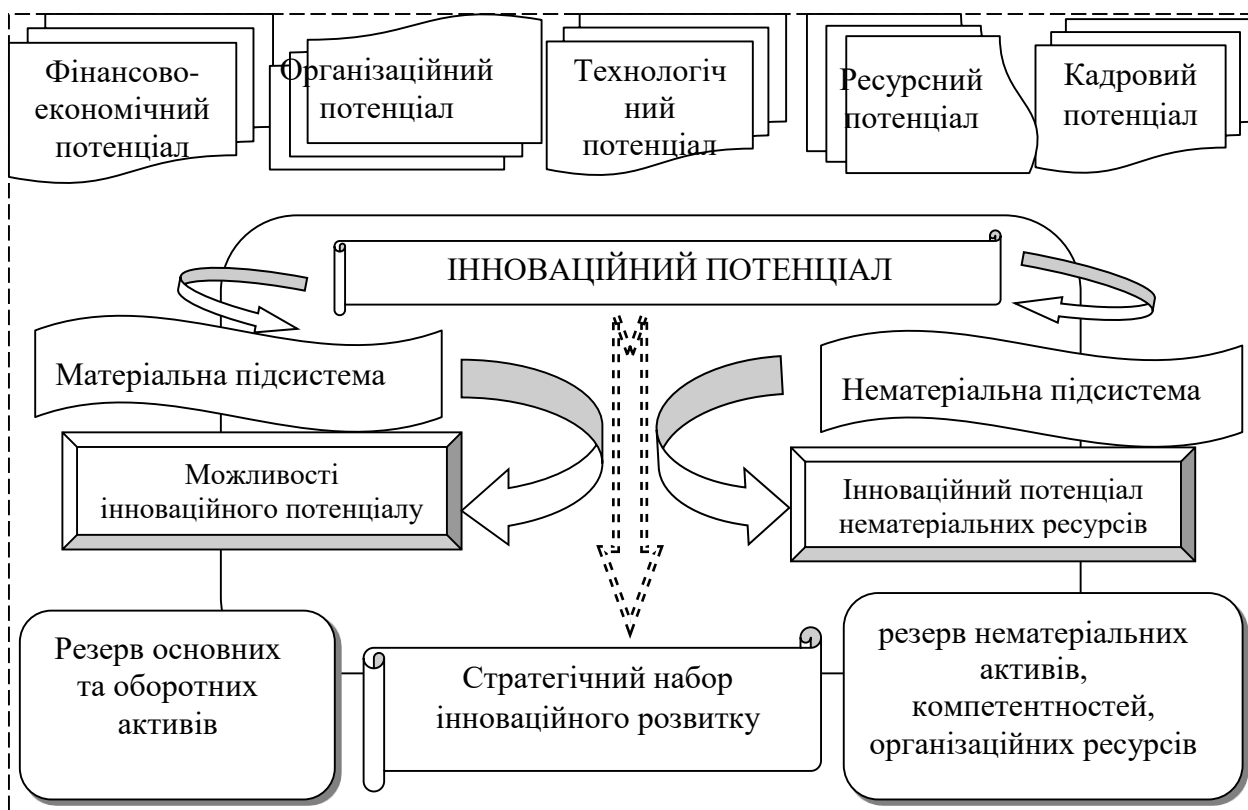 Фінансово-
економічний
потенціал
Організаційний
потенціал
Технологіч
ний
потенціал
Ресурсний
потенціал
Кадровий
потенціал
ІННОВАЦІЙНИЙ ПОТЕНЦІАЛ
Матеріальна підсистема
Нематеріальна підсистема
Можливості
інноваційного потенціалу
Інноваційний потенціал
нематеріальних ресурсів
Резерв основних
та оборотних
активів
Стратегічний набор
інноваційного розвитку
резерв нематеріальних
активів,
компетентностей,
організаційних ресурсів